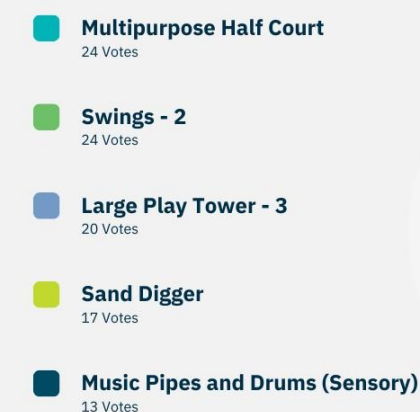 Multipurpose Half Court
24 Votes
Swings - 2
24 Votes
Large Play Tower - 3
20 Votes
Sand Digger
17 Votes
Music Pipes and Drums (Sensory)
13 Votes